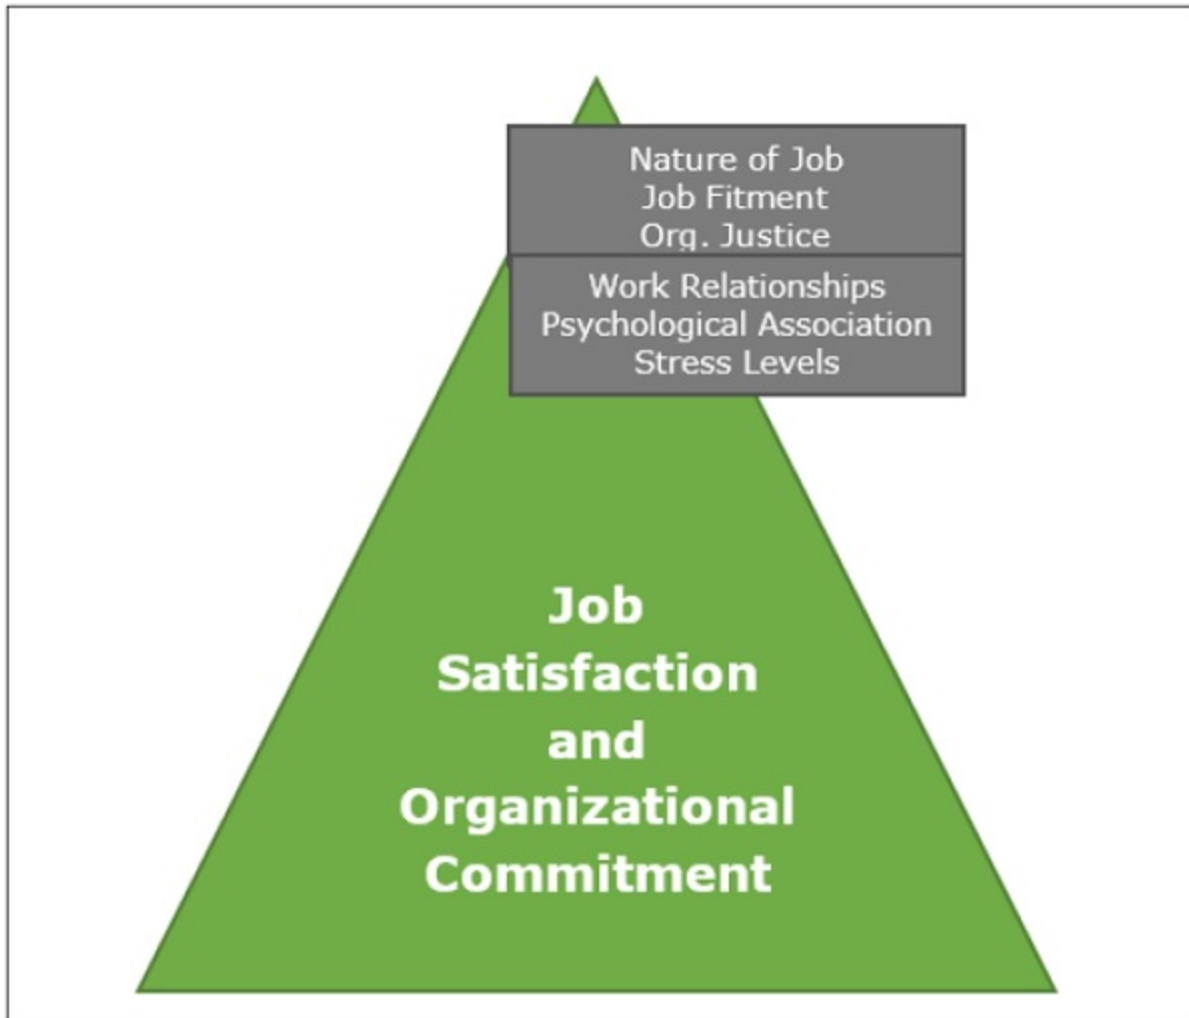 Nature of Job
Job Fitment
Org. Justice
Work Relationships
Psychological Association
Stress Levels
Job
Satisfaction
and
Organizational
Commitment